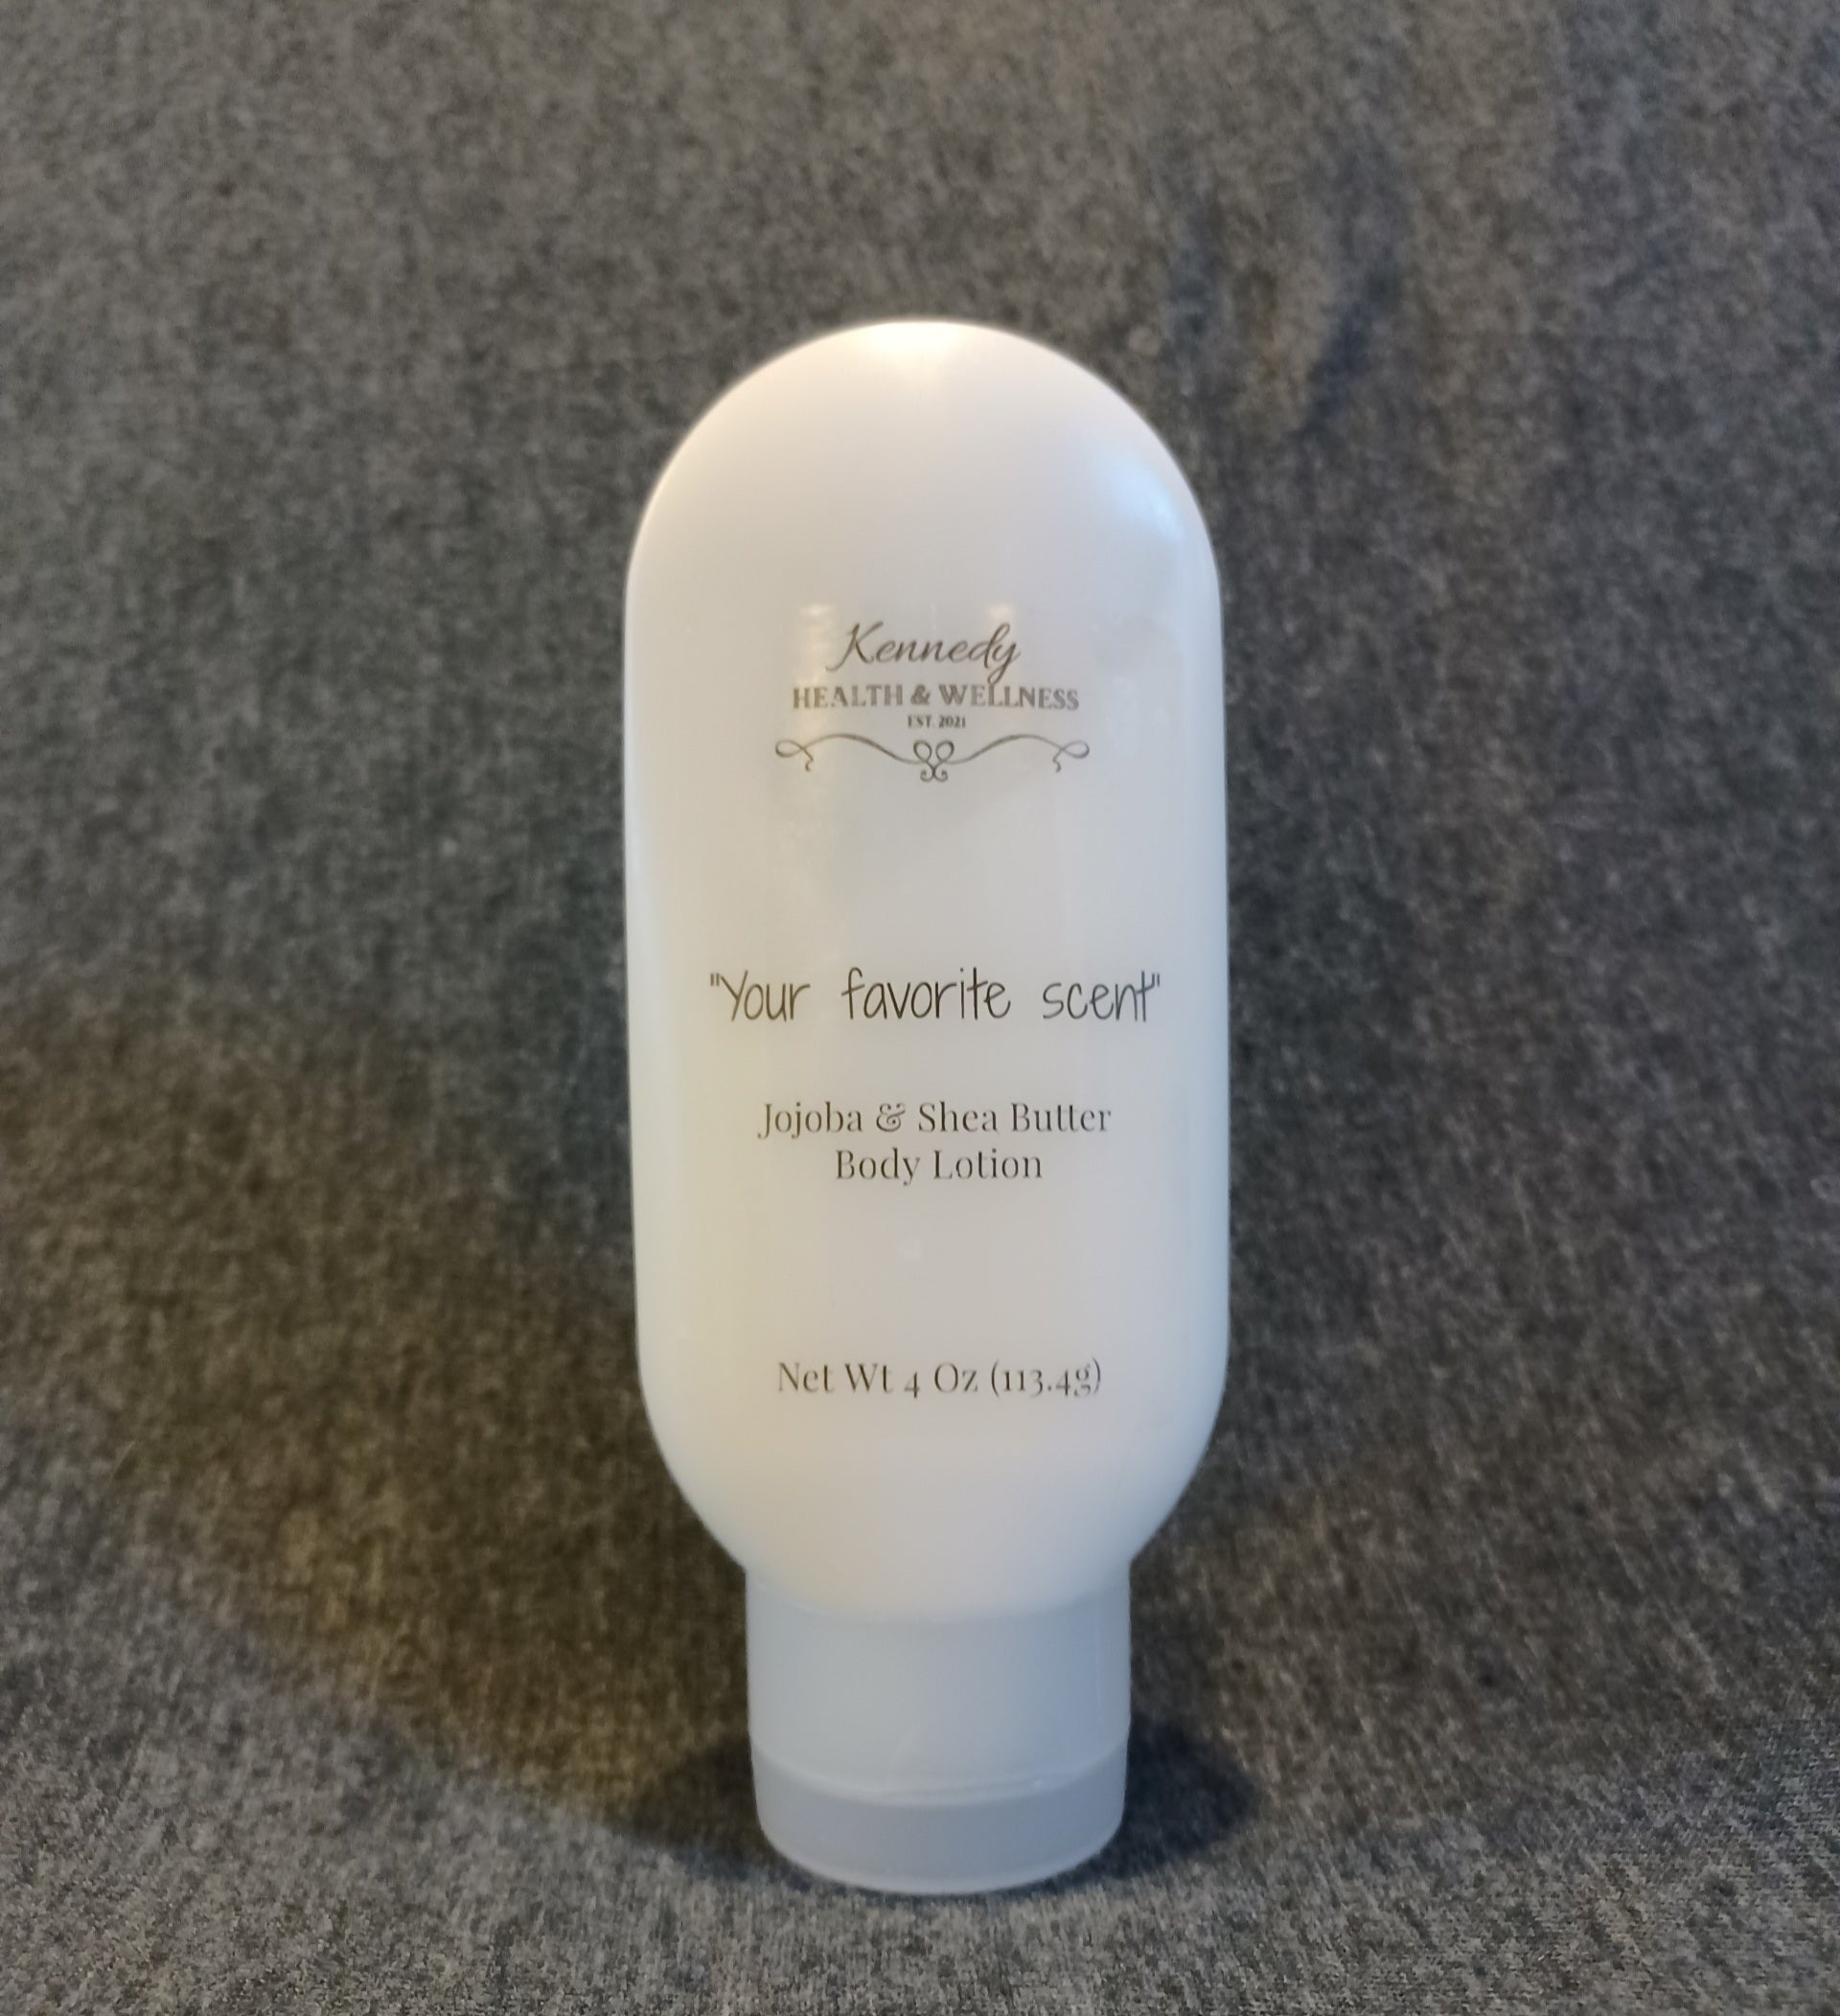 Kennedy
HEALTH & WELLNESS
EST. 2021
"Your favorite scent"
Jojoba & Shea Butter
Body Lotion
Net Wt 4 Oz (113.4g)